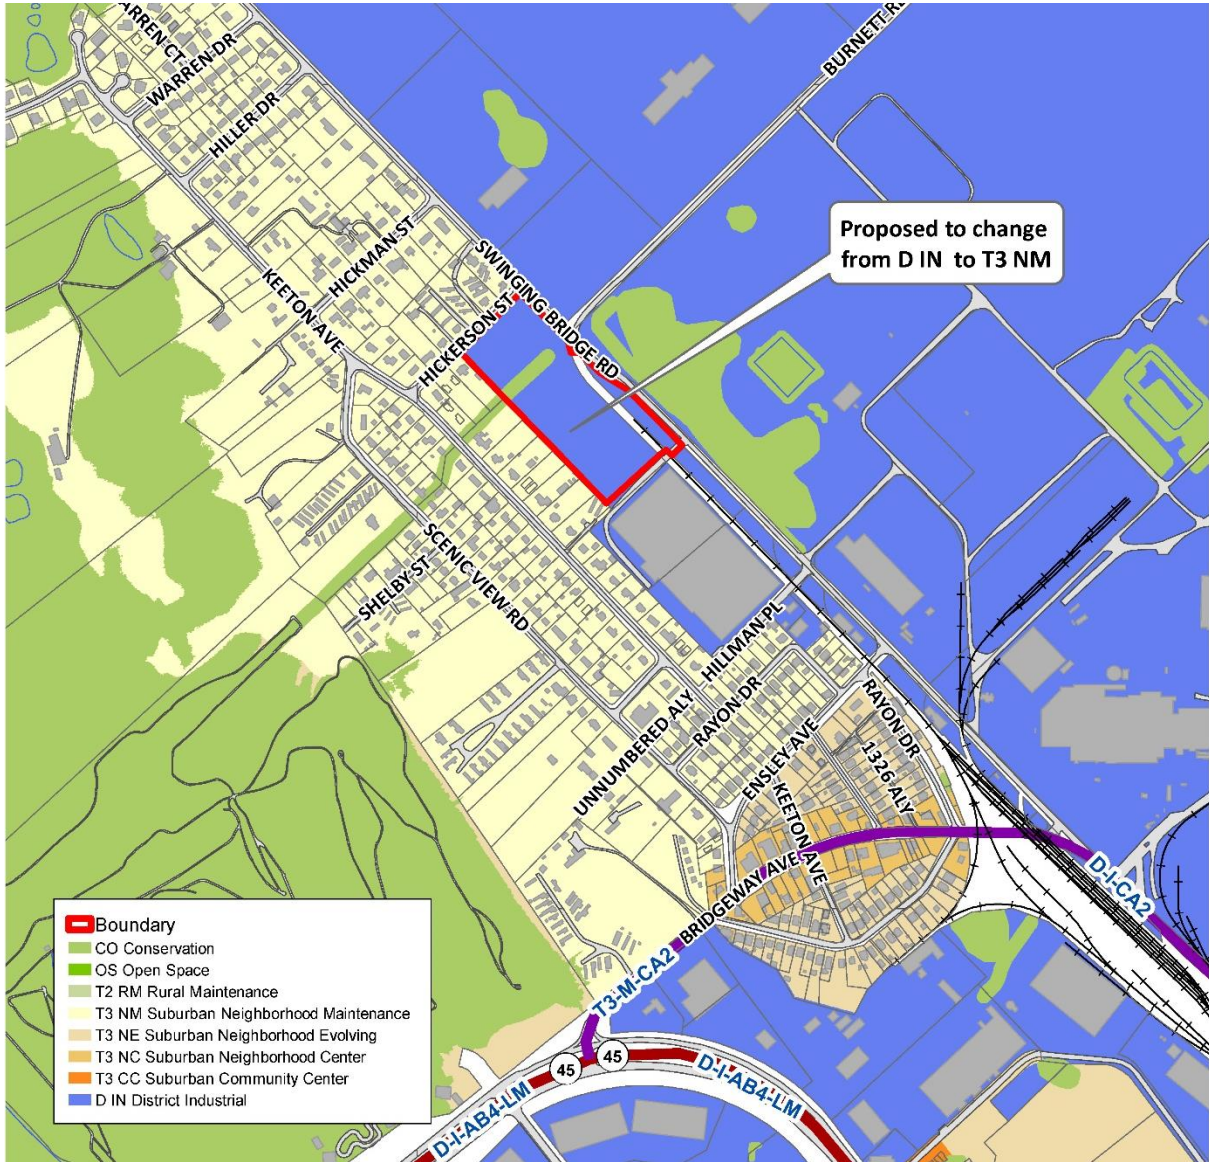 ARREN CT
WARREN DR
HILLER DR
BURNETT R
HICKMAN ST
KEETON AVE
SWINGING BRIDGE RD
HICKERSON ST
Proposed to change
from D IN to T3 NM
SCENIC VIEW RD
SHELBY ST
HILLMAN PL
RAYON DR
UNNUMBERED ALY
ENSLEY AVE
RAYON DR
1326 ALY
KEETON AVE
BRIDGEWAY AVE
D-I-CA2
T3-M-CA2
45
45
D-I-AB4-LM
D-I-AB4-LM
Boundary
CO Conservation
OS Open Space
T2 RM Rural Maintenance
T3 NM Suburban Neighborhood Maintenance
T3 NE Suburban Neighborhood Evolving
T3 NC Suburban Neighborhood Center
T3 CC Suburban Community Center
D IN District Industrial